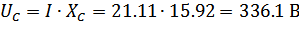 U_C = I · X_C = 21.11 · 15.92 = 336.1 В